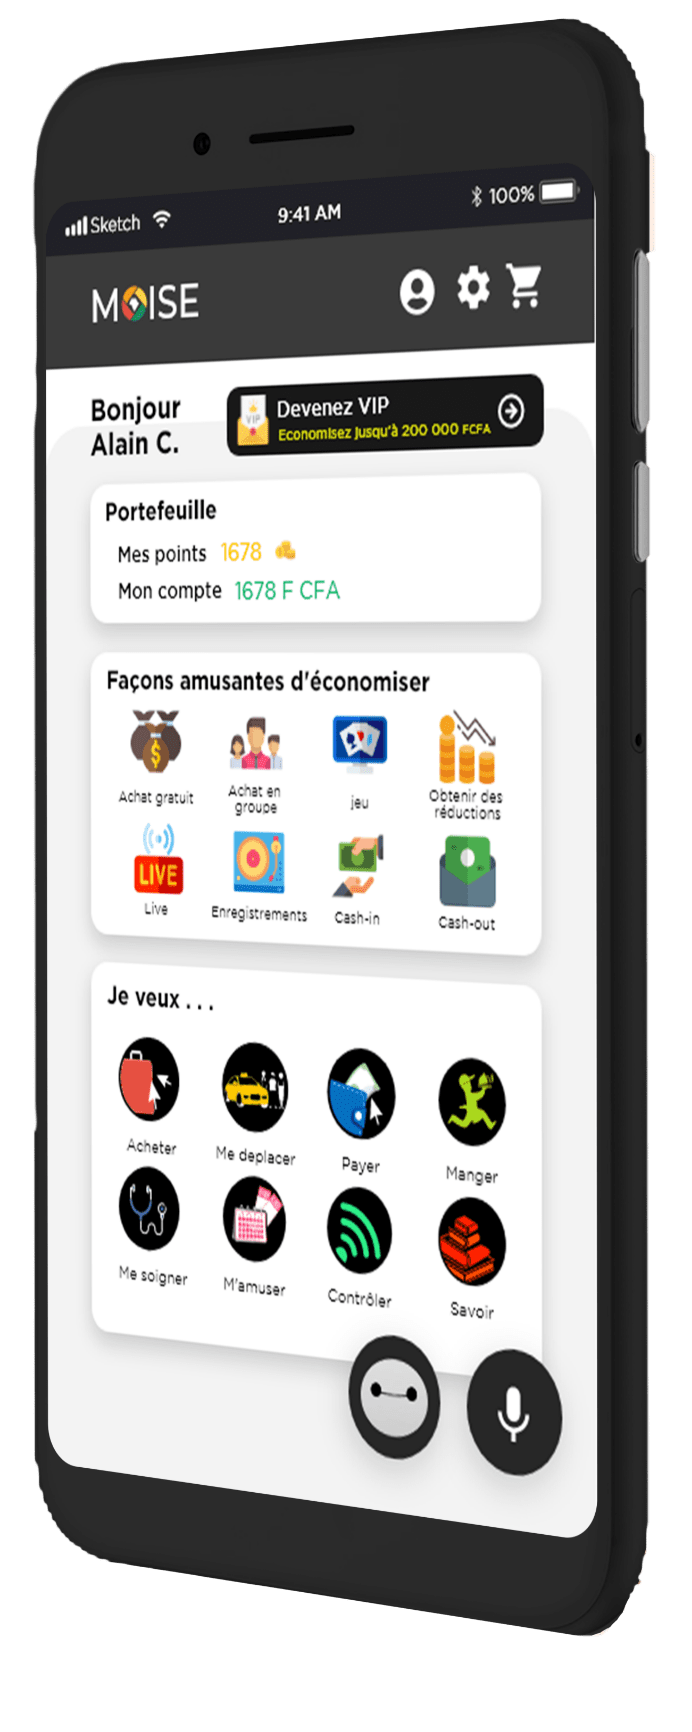 Sketch 9:41 AM 100%
MOISE
Bonjour
Alain C.
Devenez VIP
Economisez jusqu'à 200 000 FCFA
VIP
Portefeuille
Mes points 1678
Mon compte 1678 F CFA
Façons amusantes d'économiser
Achat gratuit
Achat en
groupe
jeu
Obtenir des
réductions
LIVE
Live
Enregistrements
Cash-in
Cash-out
Je veux . . .
Acheter
Me deplacer
Payer
Manger
Me soigner
M'amuser
Contrôler
Savoir